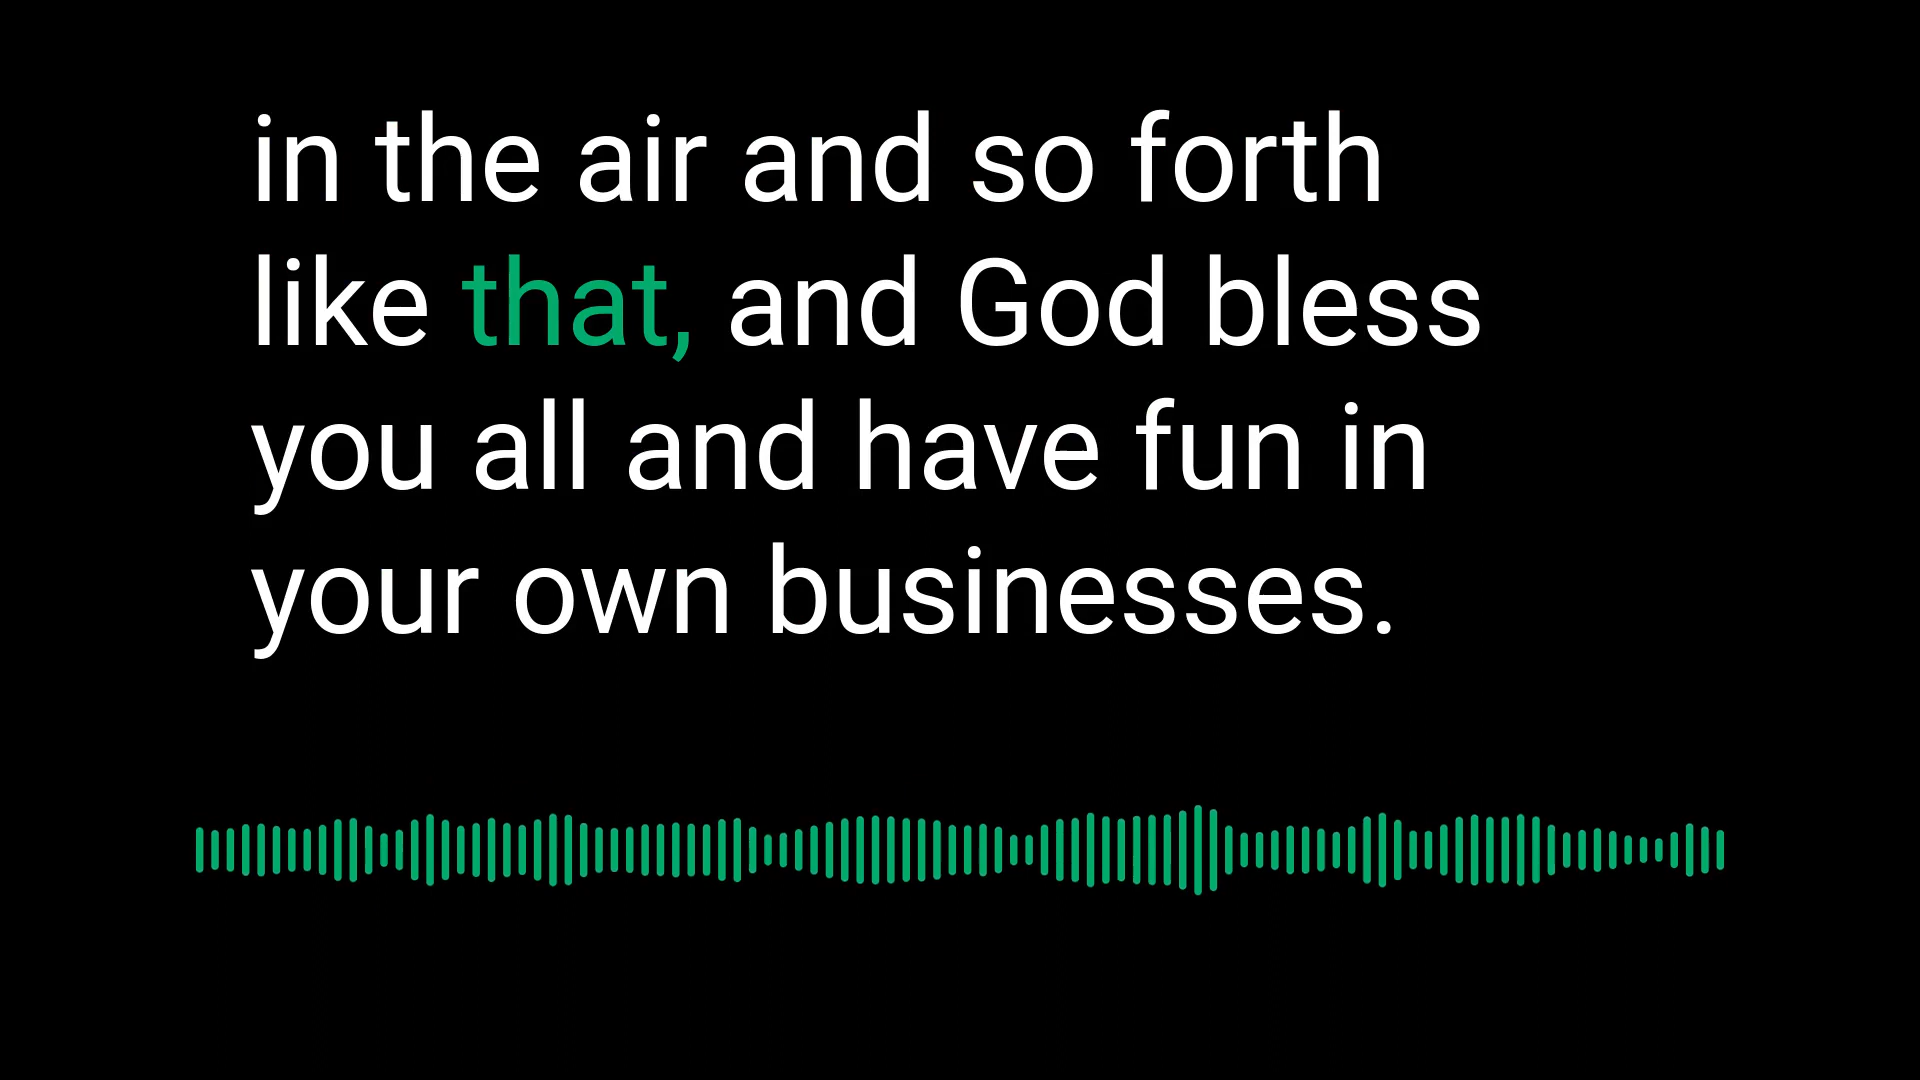 in the air and so forth
like that, and God bless
you all and have fun in
your own businesses.